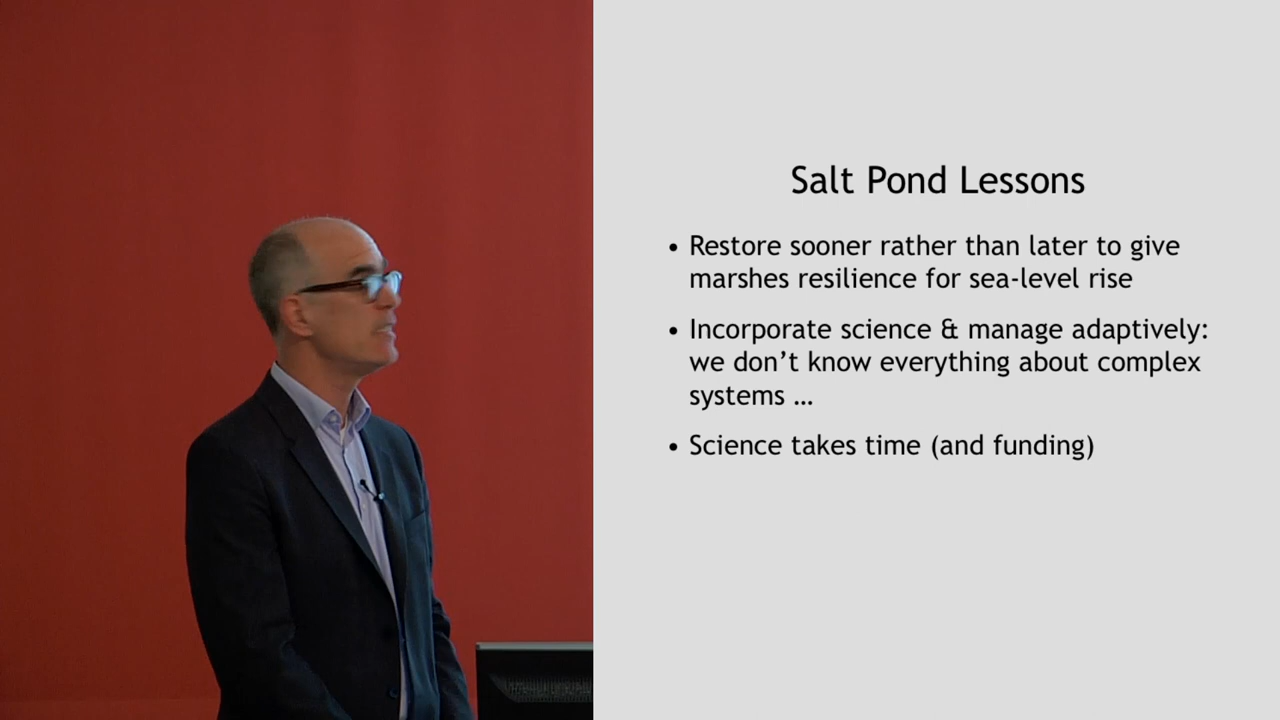 Salt Pond Lessons
• Restore sooner rather than later to give
marshes resilience for sea-level rise
• Incorporate science & manage adaptively:
we don’t know everything about complex
systems …
• Science takes time (and funding)